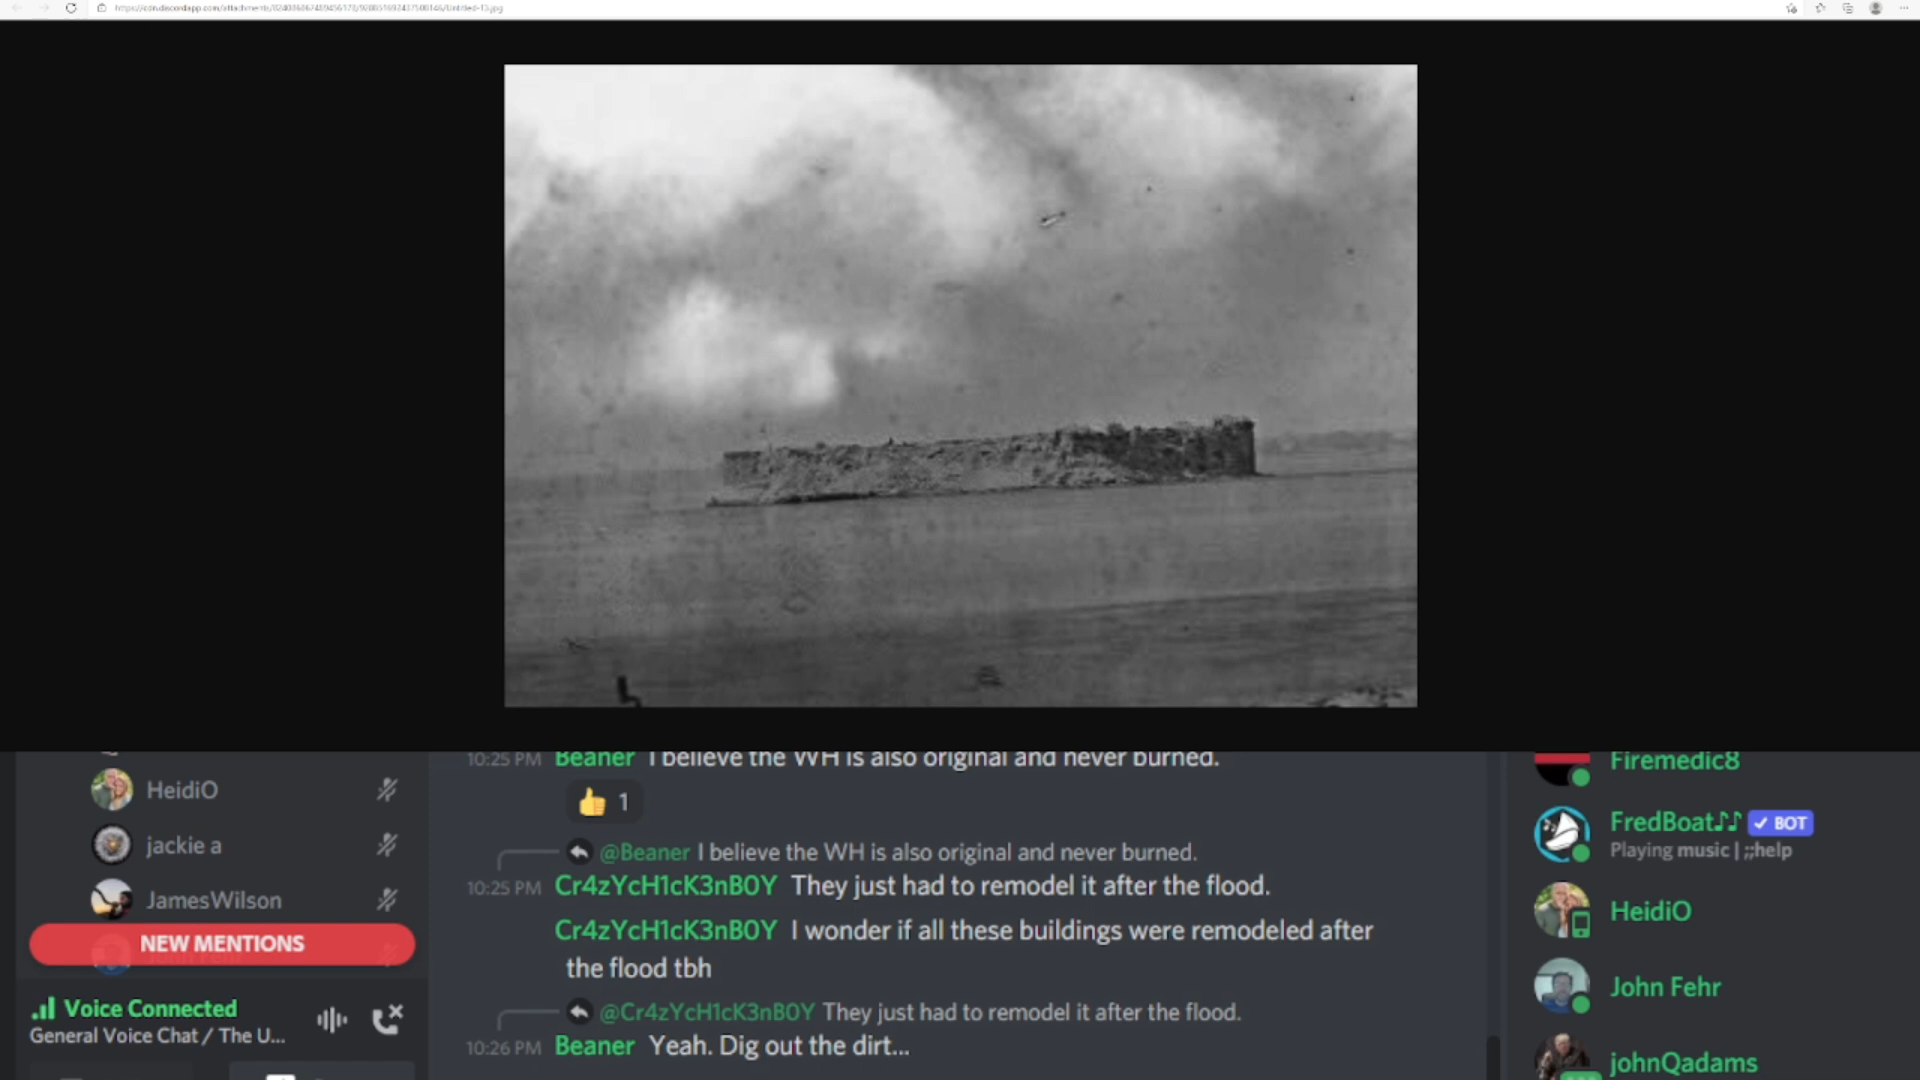 HeidiO
jackie a
JamesWilson
NEW MENTIONS
Voice Connected
General Voice Chat / The U...
10:25 PM Beaner I believe the WH is also original and never burned.
👍 1
@Beaner I believe the WH is also original and never burned.
10:25 PM Cr4zYcH1cK3nB0Y They just had to remodel it after the flood.
Cr4zYcH1cK3nB0Y I wonder if all these buildings were remodeled after
the flood tbh
@Cr4zYcH1cK3nB0Y They just had to remodel it after the flood.
10:26 PM Beaner Yeah. Dig out the dirt...
Firemedic8
FredBoat♪♪ ✓ BOT
Playing music | ;;help
HeidiO
John Fehr
johnQadams